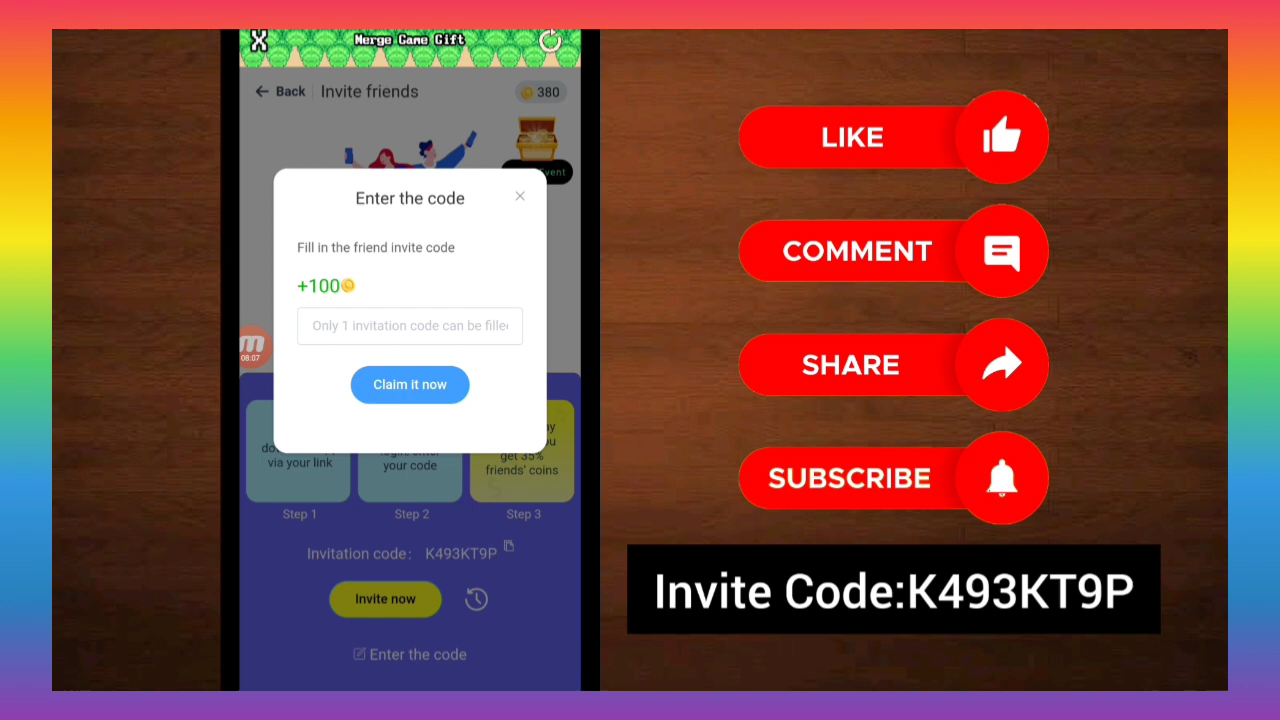 X
Merge Game Gift
Back
Invite friends
380
vent
Enter the code
Fill in the friend invite code
+100
Only 1 invitation code can be fille
Claim it now
m
08:07
via your link
your code
get 35%
friends' coins
Step 1
Step 2
Step 3
Invitation code: K493KT9P
Invite now
Enter the code
LIKE
COMMENT
SHARE
SUBSCRIBE
Invite Code:K493KT9P